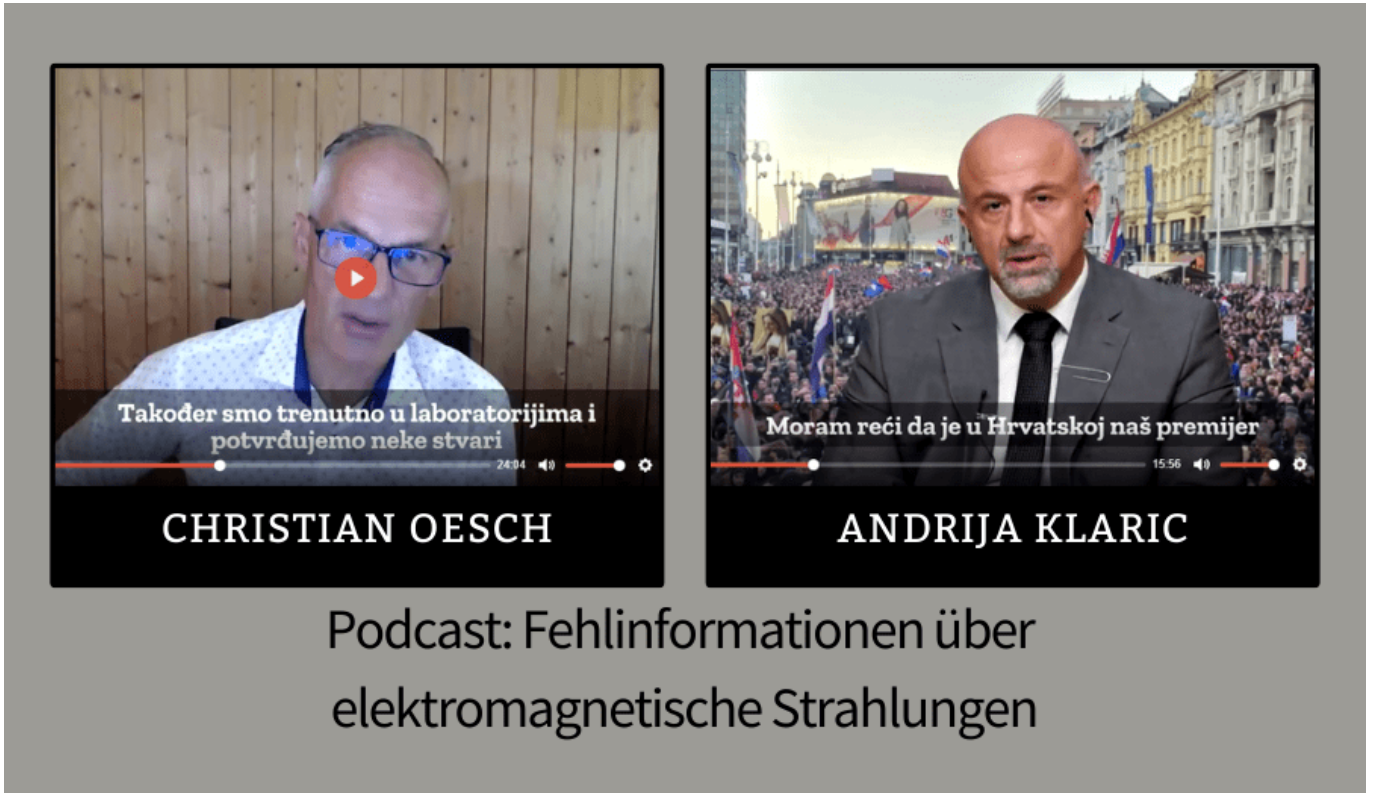 Također smo trenutno u laboratorijima i
potvrđujemo neke stvari
24:04
CHRISTIAN OESCH
Moram reći da je u Hrvatskoj naš premijer
15:56
ANDRIJA KLARIC
Podcast: Fehlinformationen über
elektromagnetische Strahlungen